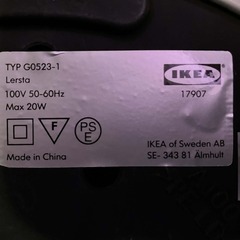 TYP G0523-1
Lersta
100V 50-60Hz
Max 20W
F
PS
E
Made in China
IKEA
17907
IKEA of Sweden AB
SE- 343 81 Älmhult